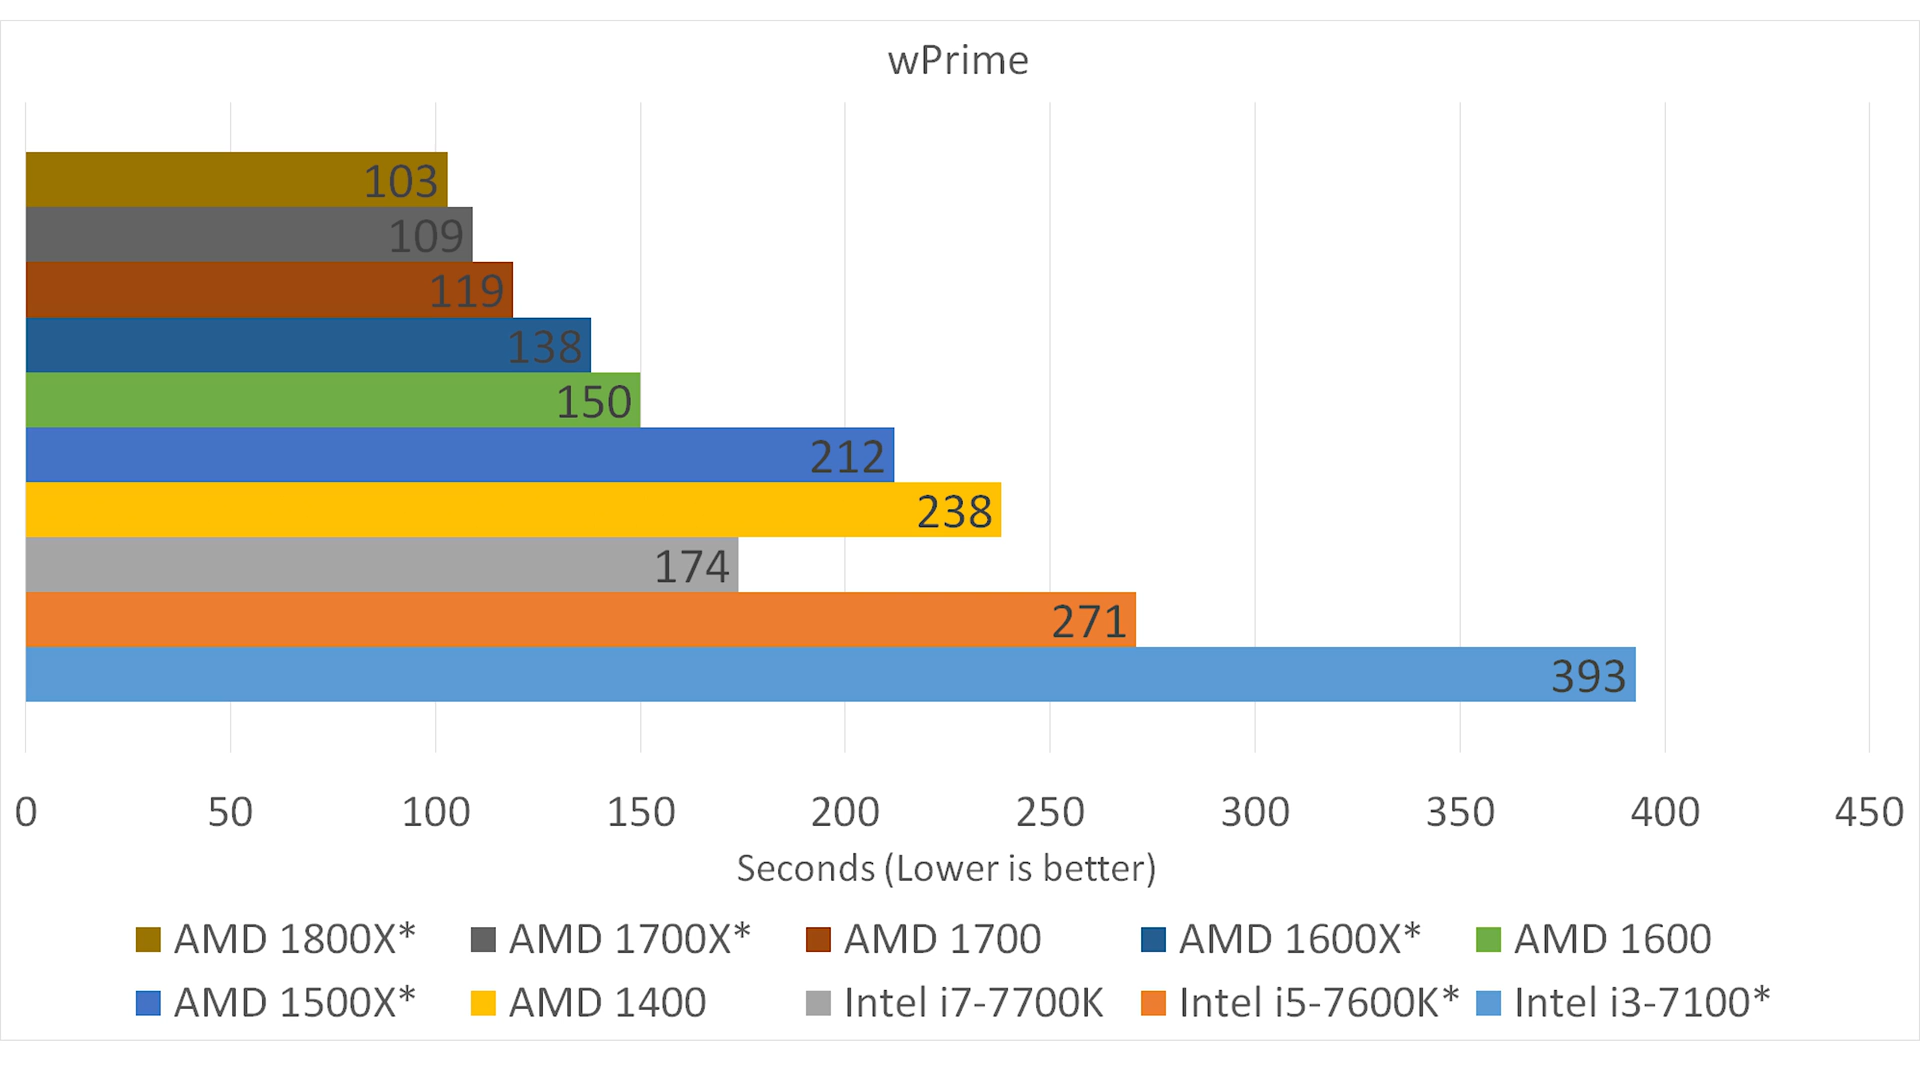 wPrime
103
109
119
138
150
212
238
174
271
393
0 50 100 150 200 250 300 350 400 450
Seconds (Lower is better)
AMD 1800X* AMD 1700X* AMD 1700 AMD 1600X* AMD 1600
AMD 1500X* AMD 1400 Intel i7-7700K Intel i5-7600K* Intel i3-7100*